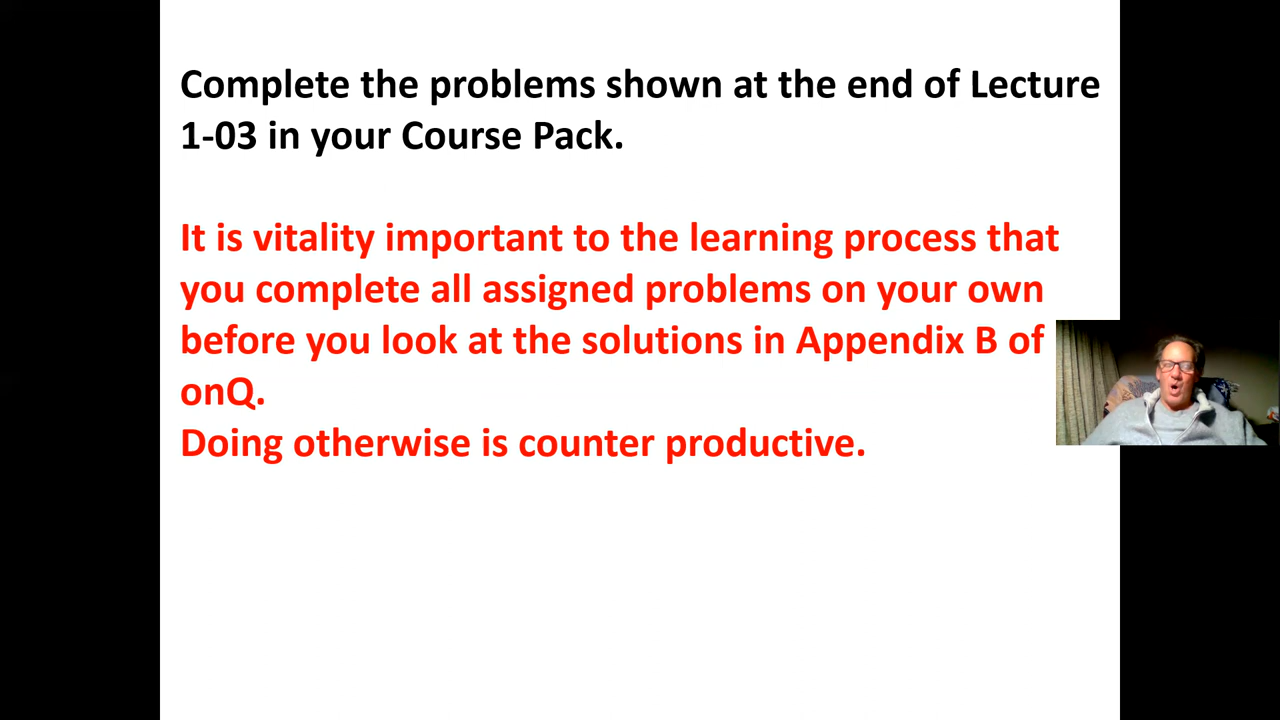 Complete the problems shown at the end of Lecture
1-03 in your Course Pack.
It is vitality important to the learning process that
you complete all assigned problems on your own
before you look at the solutions in Appendix B of
onQ.
Doing otherwise is counter productive.